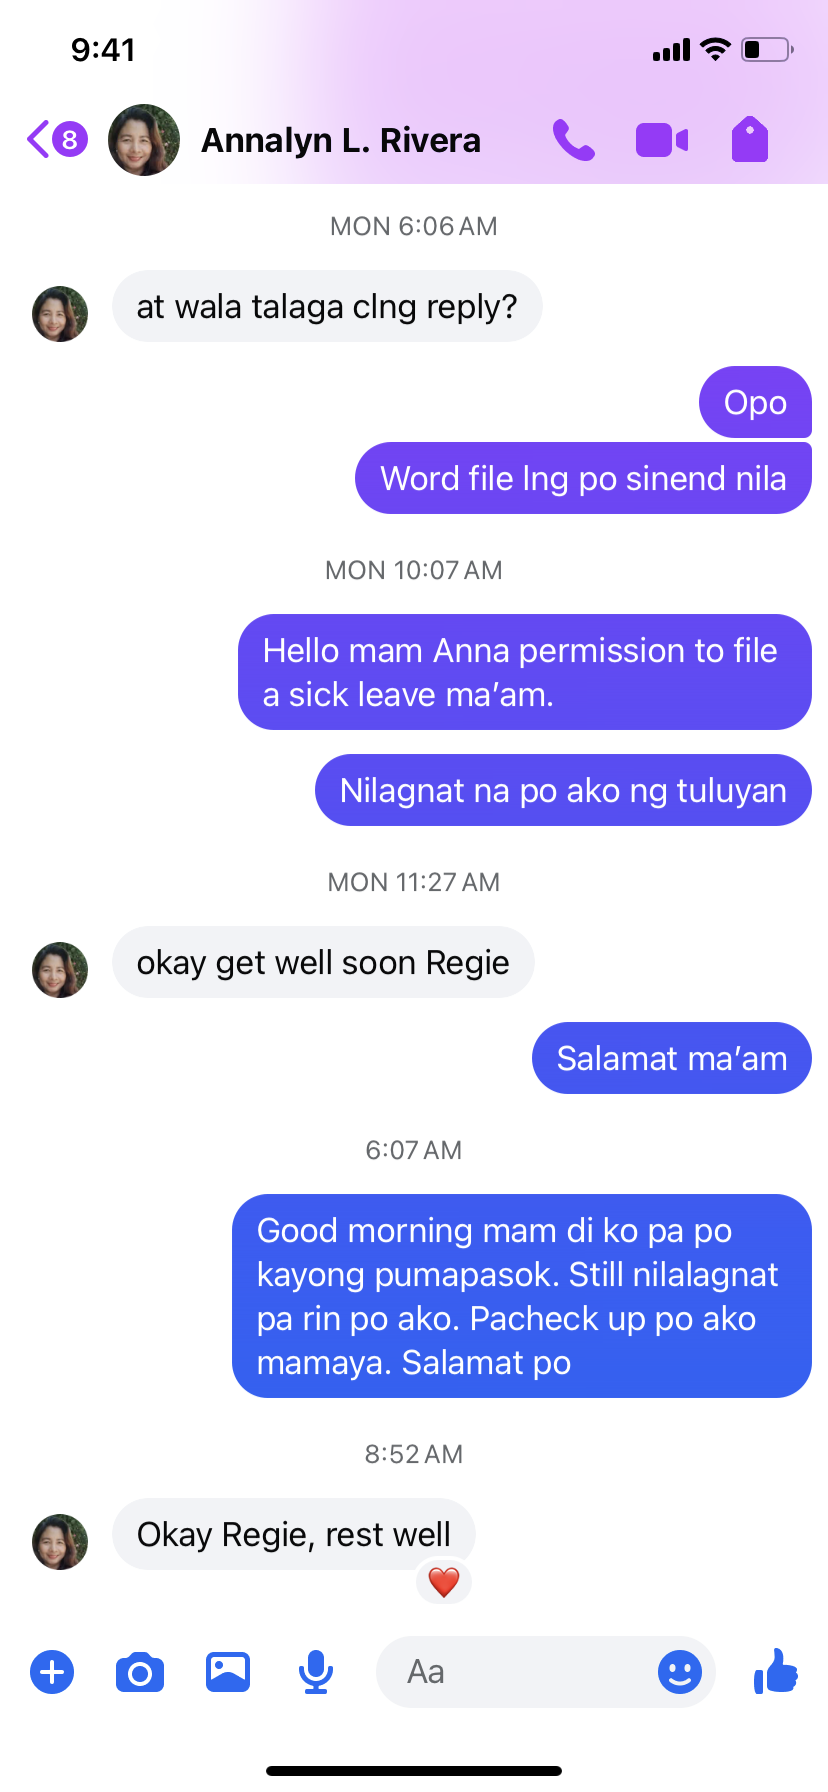 9:41
8
Annalyn L. Rivera
MON 6:06 AM
at wala talaga clng reply?
Opo
Word file lng po sinend nila
MON 10:07 AM
Hello mam Anna permission to file
a sick leave ma’am.
Nilagnat na po ako ng tuluyan
MON 11:27 AM
okay get well soon Regie
Salamat ma’am
6:07 AM
Good morning mam di ko pa po
kayong pumapasok. Still nilalagnat
pa rin po ako. Pacheck up po ako
mamaya. Salamat po
8:52 AM
Okay Regie, rest well
Aa